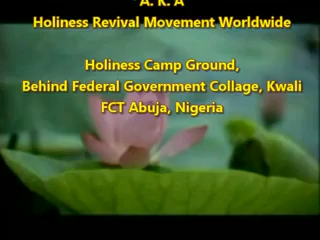 A. K. A
Holiness Revival Movement Worldwide
Holiness Camp Ground,
Behind Federal Government Collage, Kwali
FCT Abuja, Nigeria